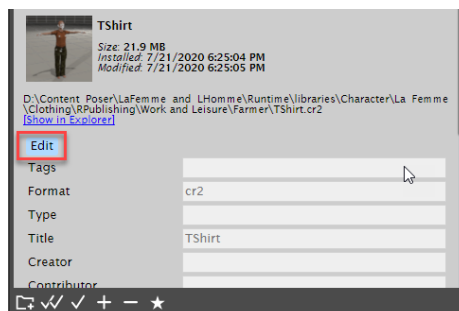 TShirt
Size: 21.9 MB
Installed: 7/21/2020 6:25:04 PM
Modified: 7/21/2020 6:25:05 PM
D:\Content Poser\LaFemme and LHomme\Runtime\libraries\Character\La Femme
\Clothing\RPublishing\Work and Leisure\Farmer\TShirt.cr2
[Show in Explorer]
Edit
Tags
Format cr2
Type
Title TShirt
Creator
Contributor